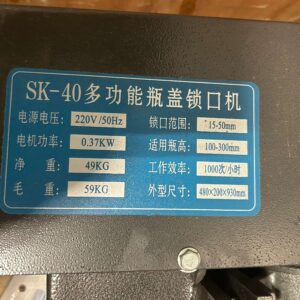 SK-40多功能瓶盖锁口机
电源电压: 220V/50Hz 锁口范围: 15-50mm
电机功率: 0.37KW 适用瓶高: 100-300mm
净 重: 49KG 工作效率: 1000次/小时
毛 重: 59KG 外型尺寸: 480×200×930mm